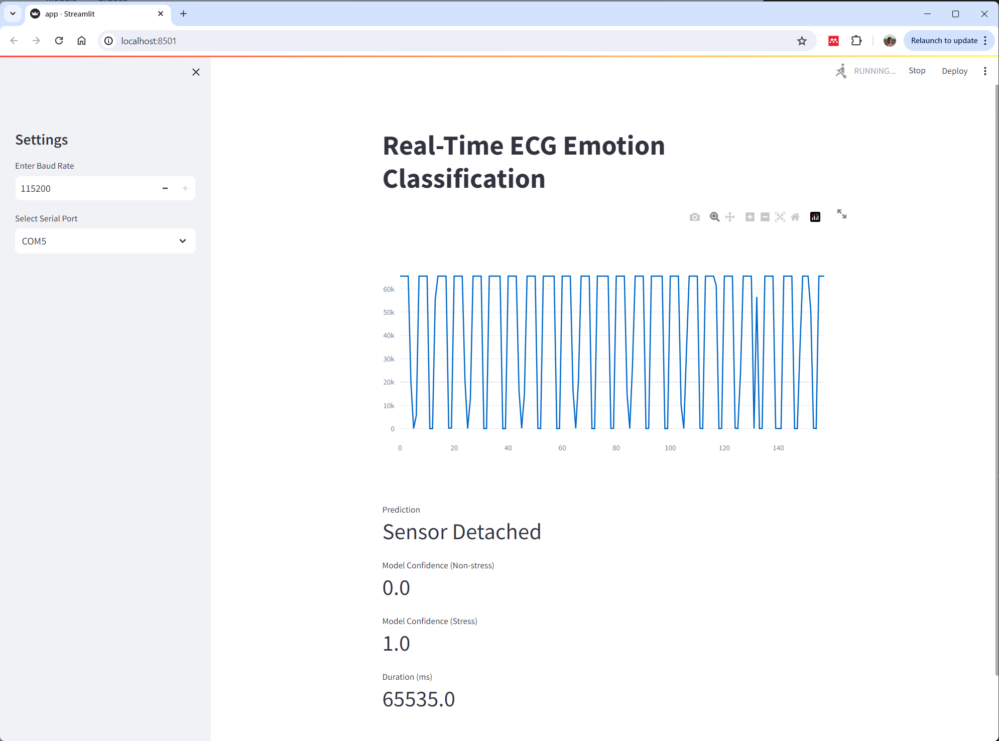 app · Streamlit
localhost:8501
Relaunch to update
RUNNING...
Stop
Deploy
Settings
Enter Baud Rate
115200
Select Serial Port
COM5
Real-Time ECG Emotion
Classification
60k
50k
40k
30k
20k
10k
0
0 20 40 60 80 100 120 140
Prediction
Sensor Detached
Model Confidence (Non-stress)
0.0
Model Confidence (Stress)
1.0
Duration (ms)
65535.0